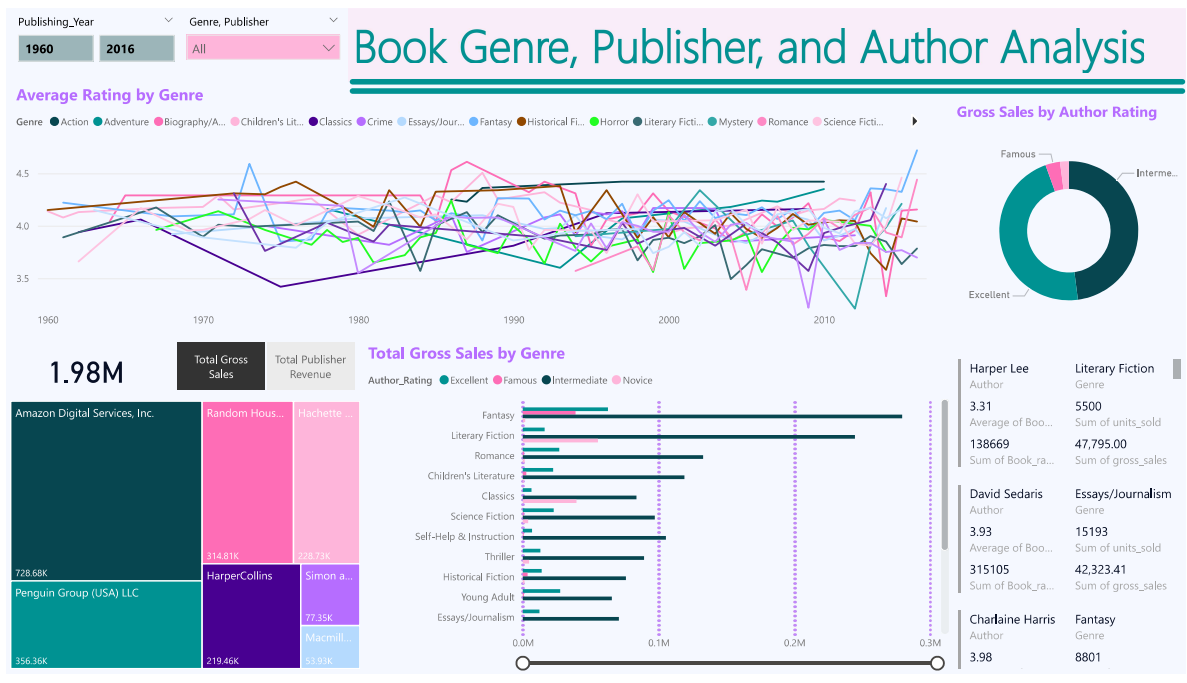 Publishing_Year
Genre, Publisher
1960
2016
All
Book Genre, Publisher, and Author Analysis
Average Rating by Genre
Genre Action Adventure Biography/A... Children's Lit... Classics Crime Essays/Jour... Fantasy Historical Fi... Horror Literary Ficti... Mystery Romance Science Ficti...
4.5
4.0
3.5
1960 1970 1980 1990 2000 2010
Gross Sales by Author Rating
Famous
Interme...
Excellent
1.98M
Total Gross Sales
Total Publisher Revenue
Amazon Digital Services, Inc.
728.68K
Penguin Group (USA) LLC
356.36K
Random Hous...
314.81K
Hachette ...
228.73K
HarperCollins
219.46K
Simon a...
77.35K
Macmill...
53.93K
Total Gross Sales by Genre
Author_Rating Excellent Famous Intermediate Novice
Fantasy
Literary Fiction
Romance
Children's Literature
Classics
Science Fiction
Self-Help & Instruction
Thriller
Historical Fiction
Young Adult
Essays/Journalism
0.0M 0.1M 0.2M 0.3M
Harper Lee Literary Fiction
Author Genre
3.31 5500
Average of Boo... Sum of units_sold
138669 47,795.00
Sum of Book_ra... Sum of gross_sales
David Sedaris Essays/Journalism
Author Genre
3.93 15193
Average of Boo... Sum of units_sold
315105 42,323.41
Sum of Book_ra... Sum of gross_sales
Charlaine Harris Fantasy
Author Genre
3.98 8801